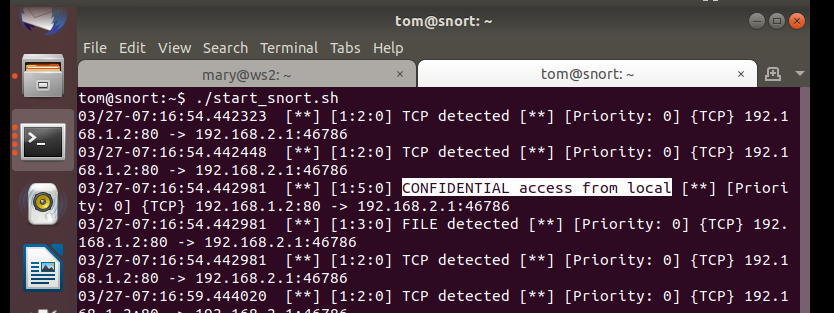 tom@snort: ~
File Edit View Search Terminal Tabs Help
mary@ws2: ~ × tom@snort: ~ ×
tom@snort:~$ ./start_snort.sh
03/27-07:16:54.442323  [**] [1:2:0] TCP detected [**] [Priority: 0] {TCP} 192.1
68.1.2:80 -> 192.168.2.1:46786
03/27-07:16:54.442448  [**] [1:2:0] TCP detected [**] [Priority: 0] {TCP} 192.1
68.1.2:80 -> 192.168.2.1:46786
03/27-07:16:54.442981  [**] [1:5:0] CONFIDENTIAL access from local [**] [Priori
ty: 0] {TCP} 192.168.1.2:80 -> 192.168.2.1:46786
03/27-07:16:54.442981  [**] [1:3:0] FILE detected [**] [Priority: 0] {TCP} 192.
168.1.2:80 -> 192.168.2.1:46786
03/27-07:16:54.442981  [**] [1:2:0] TCP detected [**] [Priority: 0] {TCP} 192.1
68.1.2:80 -> 192.168.2.1:46786
03/27-07:16:59.444020  [**] [1:2:0] TCP detected [**] [Priority: 0] {TCP} 192.1
68.1.2:80 -> 192.168.2.1:46786